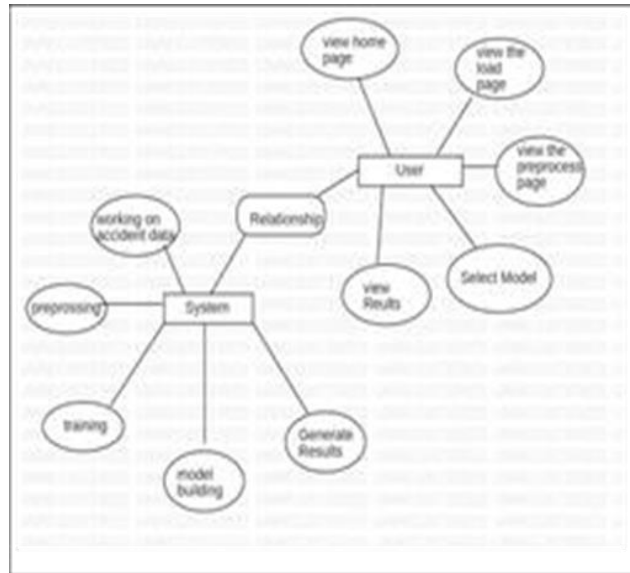 view home
page
view the
load
page
User
view the
preprocess
page
Relationship
working on
accident data
Select Model
view
Reults
preprossing
System
training
Generate
Results
model
building